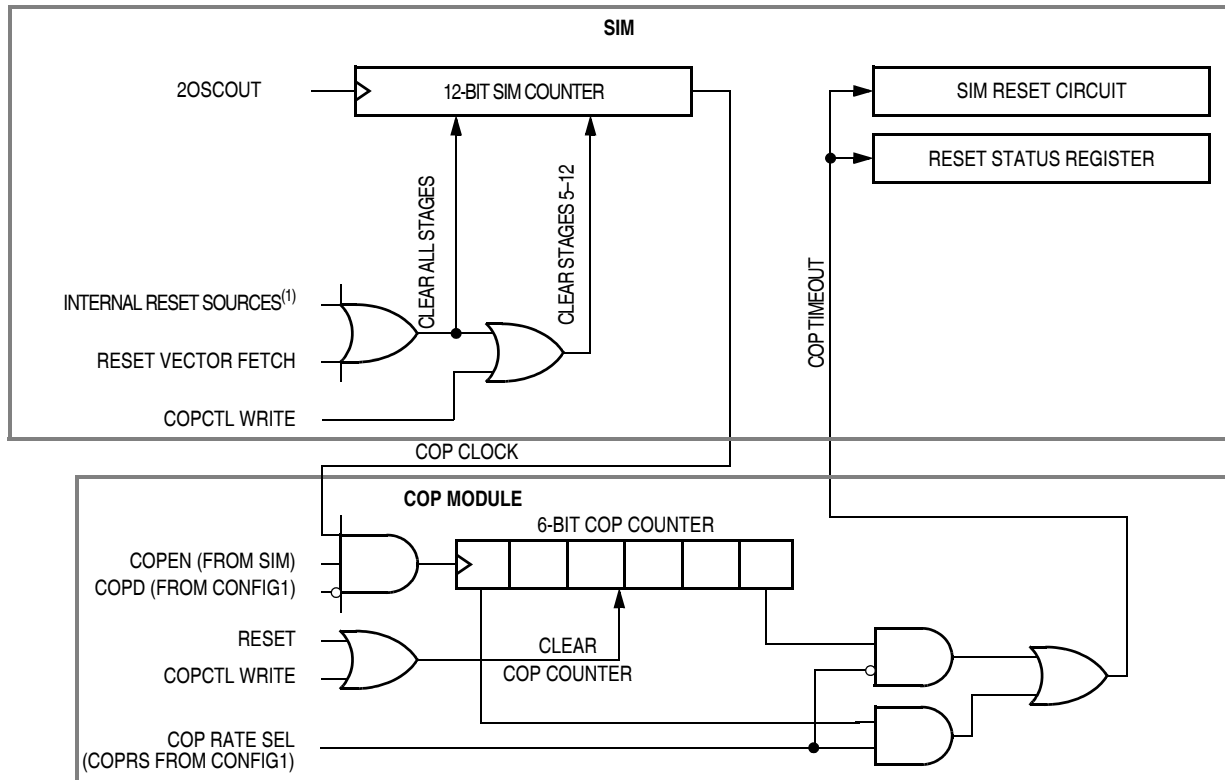 SIM
2OSCOUT
12-BIT SIM COUNTER
SIM RESET CIRCUIT
RESET STATUS REGISTER
CLEAR ALL STAGES
CLEAR STAGES 5–12
COP TIMEOUT
INTERNAL RESET SOURCES(1)
RESET VECTOR FETCH
COPCTL WRITE
COP CLOCK
COP MODULE
6-BIT COP COUNTER
COPEN (FROM SIM)
COPD (FROM CONFIG1)
RESET
CLEAR
COPCTL WRITE
COP COUNTER
COP RATE SEL
(COPRS FROM CONFIG1)